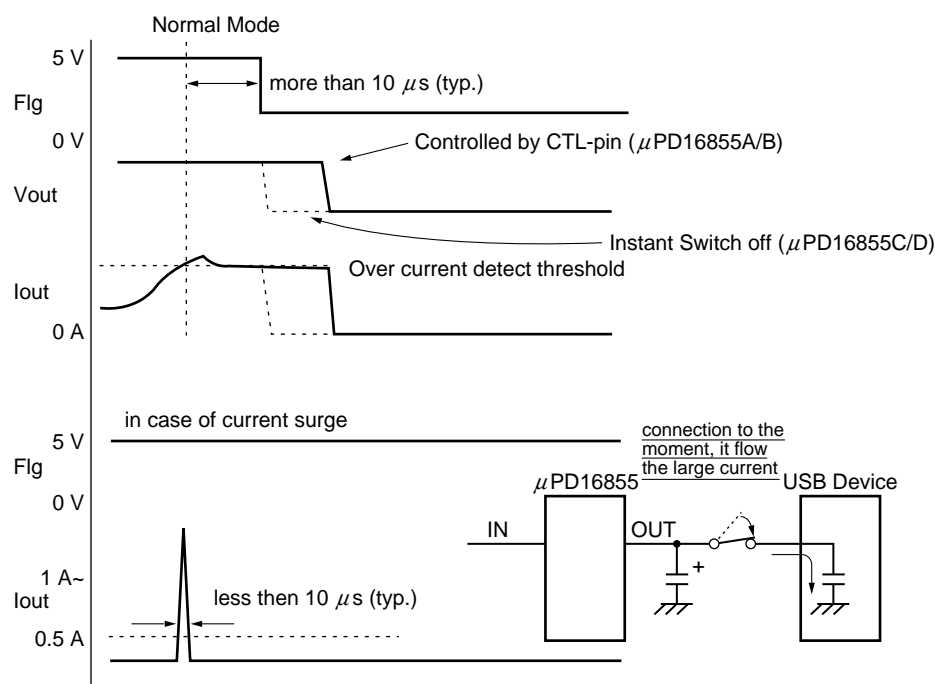 Normal Mode
5 V
more than 10 μs (typ.)
Flg
0 V
Controlled by CTL-pin (μPD16855A/B)
Vout
Instant Switch off (μPD16855C/D)
Over current detect threshold
Iout
0 A
in case of current surge
5 V
Flg
0 V
connection to the
moment, it flow
the large current
μPD16855
USB Device
IN
OUT
+
1 A~
Iout
less then 10 μs (typ.)
0.5 A